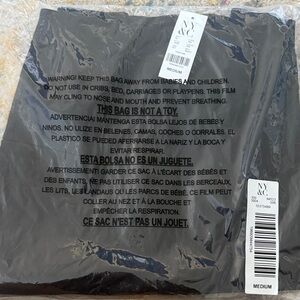 NY&C
MEDIUM
WARNING! KEEP THIS BAG AWAY FROM BABIES AND CHILDREN.
DO NOT USE IN CRIBS, BED, CARRIAGES OR PLAYPENS. THIS FILM
MAY CLING TO NOSE AND MOUTH AND PREVENT BREATHING.
THIS BAG IS NOT A TOY.
ADVERTENCIA! MANTENGA ESTA BOLSA LEJOS DE BEBES Y
NINOS, NO UILIZE EN BELENES, GAMAS, COCHES O CORRALES. EL
PLASTICO SE PUEDED AFERRARSE A LA NARIZ Y LA BOCA Y
EVITAR RESPIRAR.
ESTA BOLSA NO ES UN JUGUETE.
AVERTISSEMENT! GARDER CE SAC À L'ÉCART DES BÉBÉS ET
DES ENFANTS, NE PAS UTILISER CE SAC DANS LES BERCEAUX,
LES LITS, LES LANDAUS OU LES PARCS DE BÉBÉ. CE FILM PEUT
COLLER AU NEZ ET À LA BOUCHE ET
EMPÊCHER LA RESPIRATION.
CE SAC N'EST PAS UN JOUET.
NY&C
MEDIUM